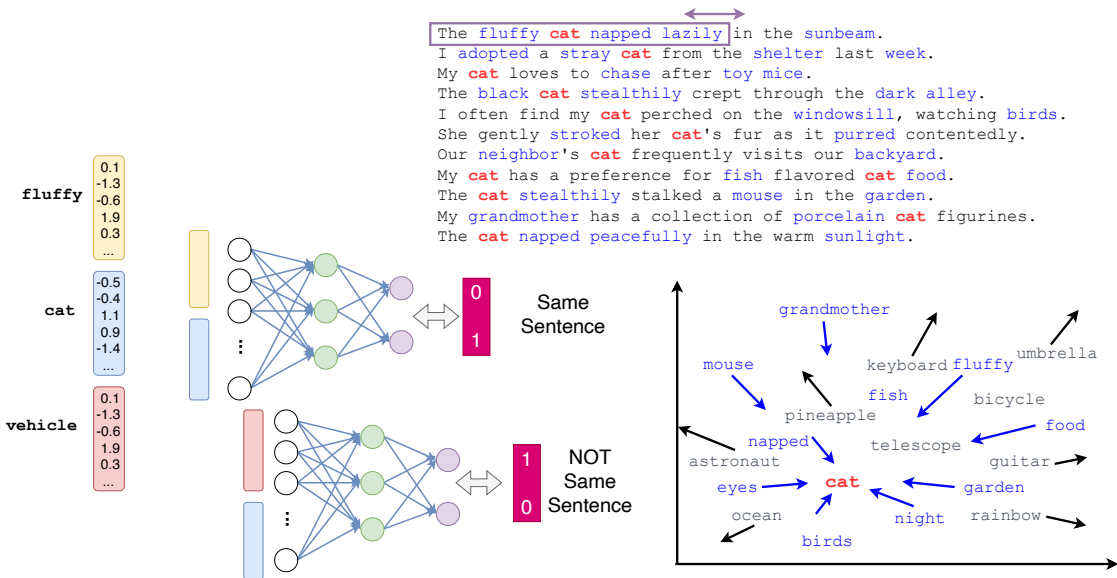 The fluffy cat napped lazily in the sunbeam.
I adopted a stray cat from the shelter last week.
My cat loves to chase after toy mice.
The black cat stealthily crept through the dark alley.
I often find my cat perched on the windowsill, watching birds.
She gently stroked her cat's fur as it purred contentedly.
Our neighbor's cat frequently visits our backyard.
My cat has a preference for fish flavored cat food.
The cat stealthily stalked a mouse in the garden.
My grandmother has a collection of porcelain cat figurines.
The cat napped peacefully in the warm sunlight.
fluffy
0.1
-1.3
-0.6
1.9
0.3
...
cat
-0.5
-0.4
1.1
0.9
-1.4
...
vehicle
0.1
-1.3
-0.6
1.9
0.3
...
...
0
1
Same
Sentence
...
1
0
NOT
Same
Sentence
grandmother
umbrella
mouse
keyboard
fluffy
fish
bicycle
pineapple
food
napped
telescope
astronaut
guitar
eyes
cat
garden
ocean
night
rainbow
birds